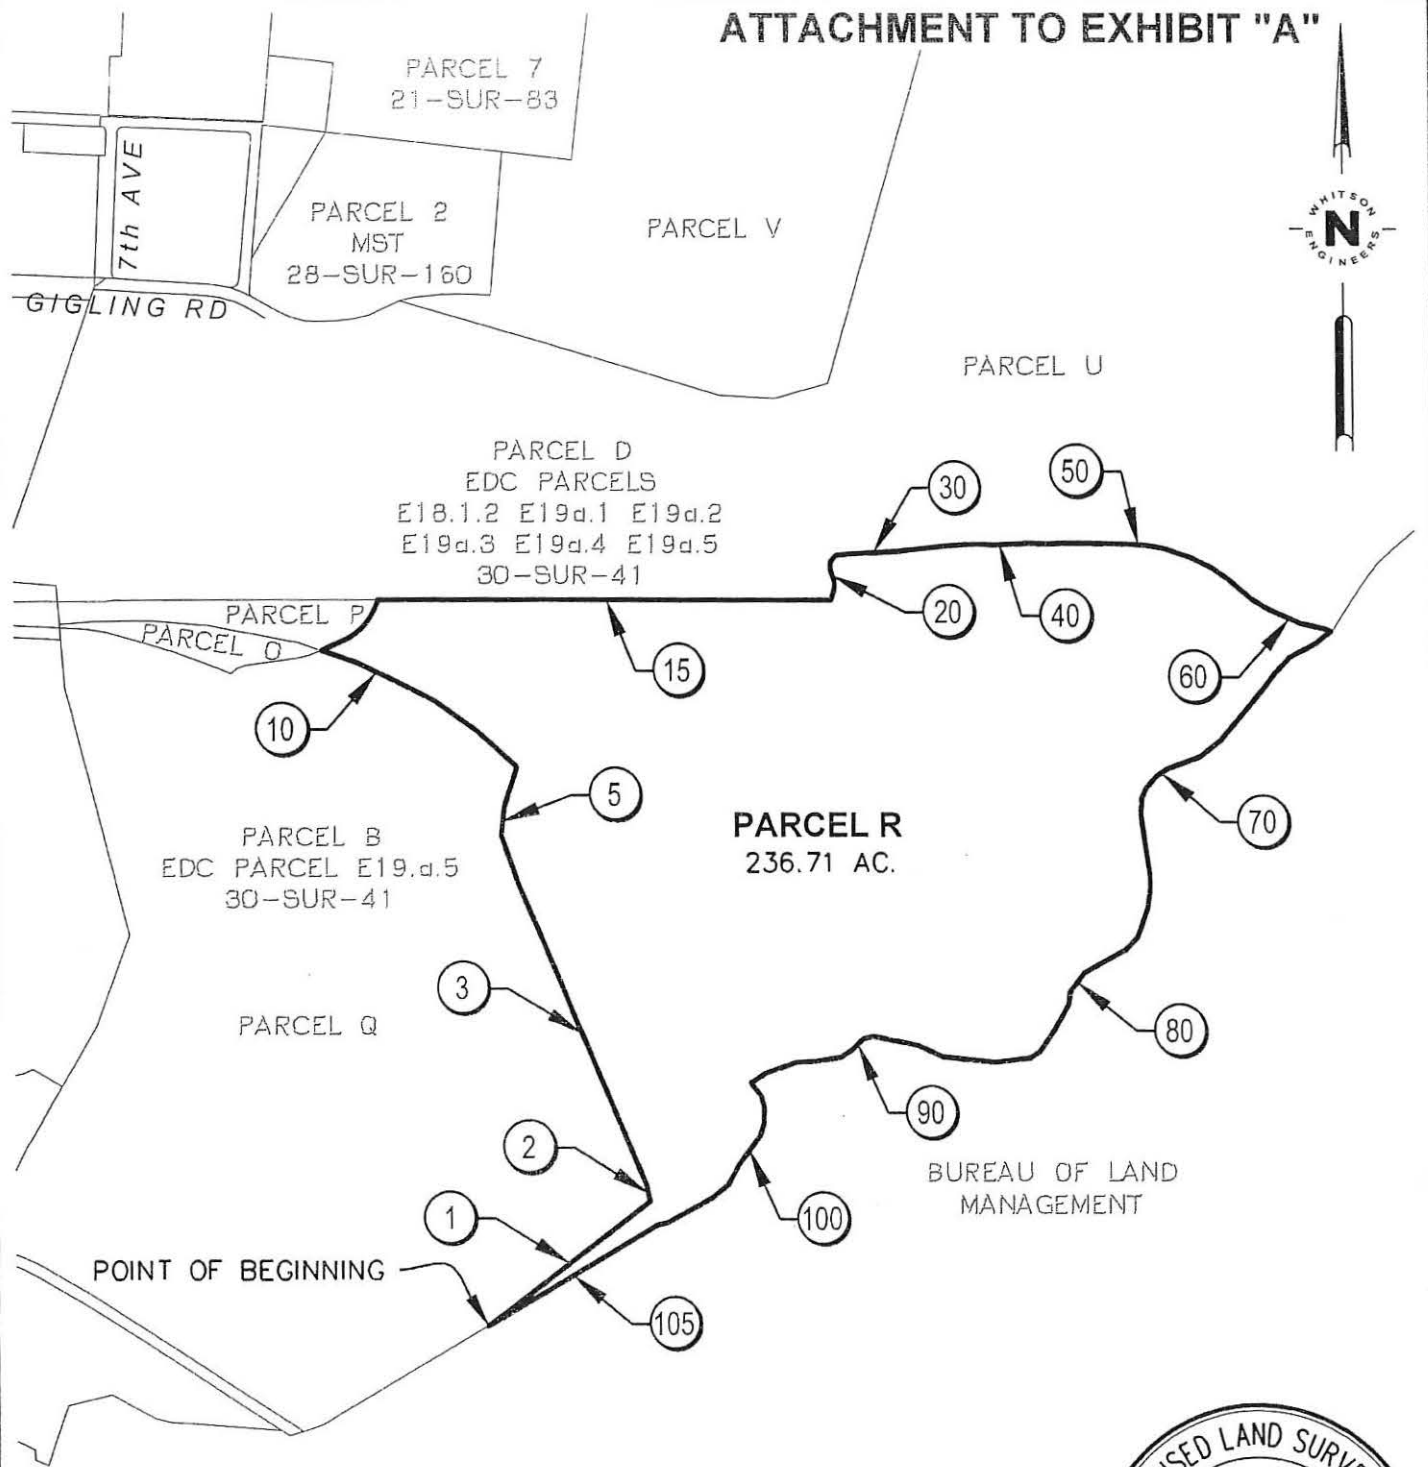 ATTACHMENT TO EXHIBIT "A"
PARCEL 7
21-SUR-83
7th AVE
PARCEL 2
MST
28-SUR-160
PARCEL V
WHITSON
N
ENGINEERS
GIGLING RD
PARCEL U
PARCEL D
EDC PARCELS
E18.1.2 E19a.1 E19a.2
E19a.3 E19a.4 E19a.5
30-SUR-41
50
30
PARCEL P
PARCEL O
20
40
15
60
10
5
PARCEL R
236.71 AC.
70
PARCEL B
EDC PARCEL E19.a.5
30-SUR-41
3
PARCEL Q
80
90
2
BUREAU OF LAND
MANAGEMENT
1
100
POINT OF BEGINNING
105
LAND